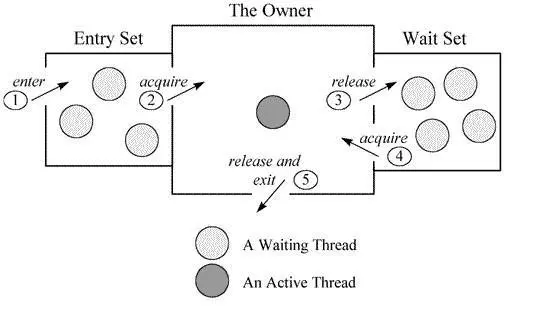 The Owner
Entry Set
Wait Set
enter
1
acquire
2
release
3
acquire
4
release and
exit
5
A Waiting Thread
An Active Thread